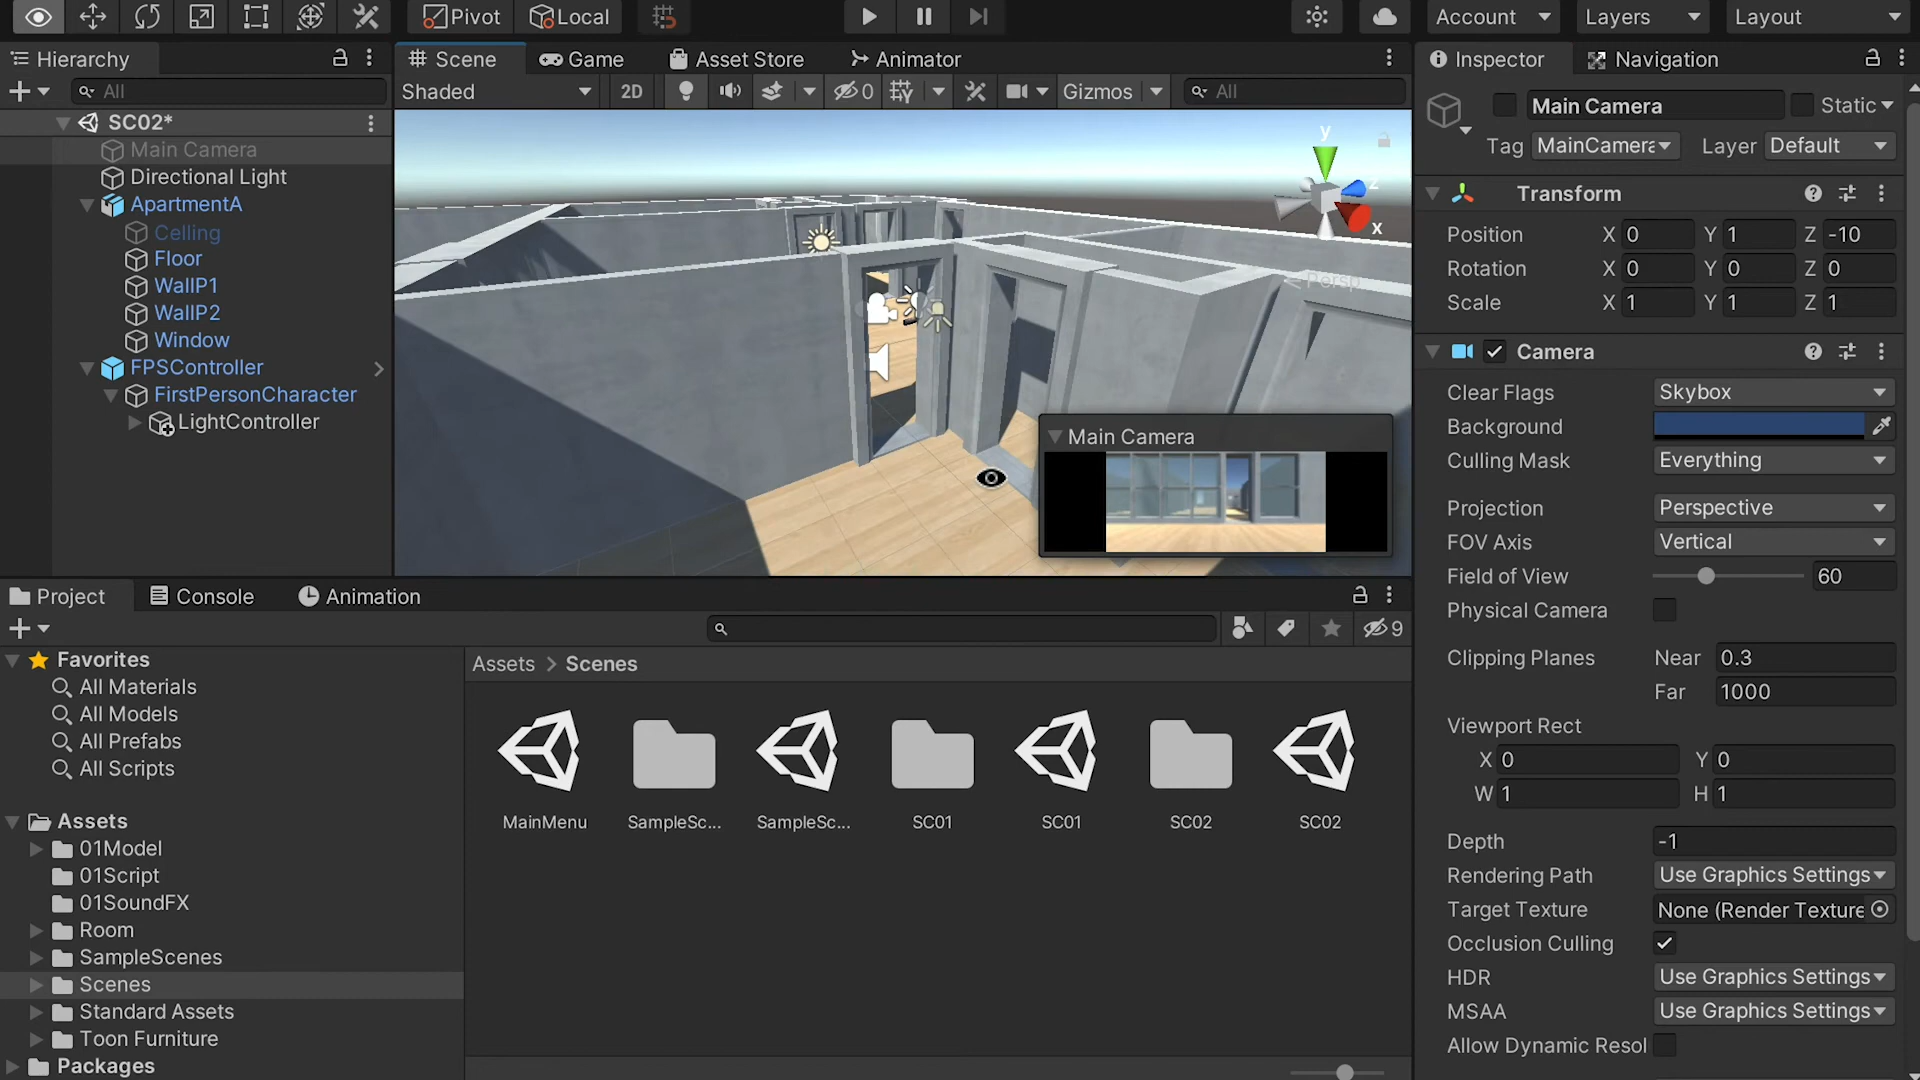 Pivot Local Account Layers Layout
Hierarchy Scene Game Asset Store Animator Inspector Navigation
All Shaded 2D 0 Gizmos All
SC02*
Main Camera
Directional Light
ApartmentA
Celling
Floor
WallP1
WallP2
Window
FPSController
FirstPersonCharacter
LightController
y
z
x
Persp
Main Camera
Main Camera Static
Tag MainCamera Layer Default
Transform
Position X 0 Y 1 Z -10
Rotation X 0 Y 0 Z 0
Scale X 1 Y 1 Z 1
Camera
Clear Flags Skybox
Background
Culling Mask Everything
Projection Perspective
FOV Axis Vertical
Field of View 60
Physical Camera
Clipping Planes Near 0.3
Far 1000
Viewport Rect
X 0 Y 0
W 1 H 1
Depth -1
Rendering Path Use Graphics Settings
Target Texture None (Render Texture
Occlusion Culling
HDR Use Graphics Settings
MSAA Use Graphics Settings
Allow Dynamic Resol
Project Console Animation
9
Favorites
All Materials
All Models
All Prefabs
All Scripts
Assets
01Model
01Script
01SoundFX
Room
SampleScenes
Scenes
Standard Assets
Toon Furniture
Packages
Assets > Scenes
MainMenu SampleSc... SampleSc... SC01 SC01 SC02 SC02